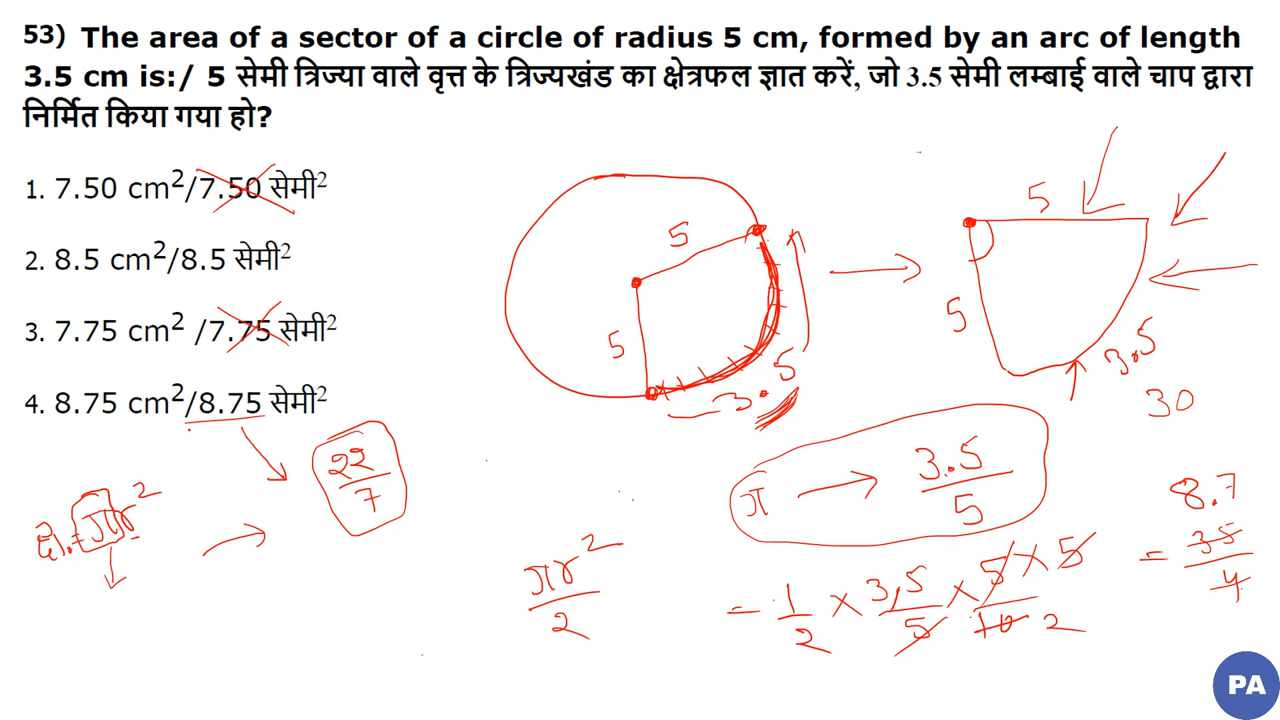 53) The area of a sector of a circle of radius 5 cm, formed by an arc of length
3.5 cm is:/ 5 सेमी त्रिज्या वाले वृत्त के त्रिज्यखंड का क्षेत्रफल ज्ञात करें, जो 3.5 सेमी लम्बाई वाले चाप द्वारा
निर्मित किया गया हो?
1. 7.50 cm²/7.50 सेमी²
2. 8.5 cm²/8.5 सेमी²
3. 7.75 cm² /7.75 सेमी²
4. 8.75 cm²/8.75 सेमी²
5
5
3.5
5
5
3.5
30
22/7
π → 3.5/5
πr²
πr²/2
= 1/2 × 3.5/5 × 5 × 5/10 2
= 35/4
8.7
PA